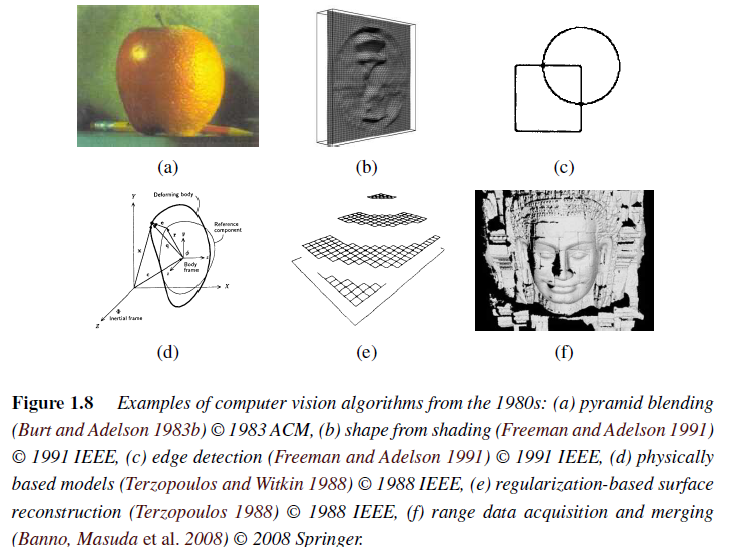 (a)
(b)
(c)
Y
Deforming body
Reference
component
Body
frame
X
Z
Inertial frame
(d)
(e)
(f)
Figure 1.8 Examples of computer vision algorithms from the 1980s: (a) pyramid blending
(Burt and Adelson 1983b) © 1983 ACM, (b) shape from shading (Freeman and Adelson 1991)
© 1991 IEEE, (c) edge detection (Freeman and Adelson 1991) © 1991 IEEE, (d) physically
based models (Terzopoulos and Witkin 1988) © 1988 IEEE, (e) regularization-based surface
reconstruction (Terzopoulos 1988) © 1988 IEEE, (f) range data acquisition and merging
(Banno, Masuda et al. 2008) © 2008 Springer.